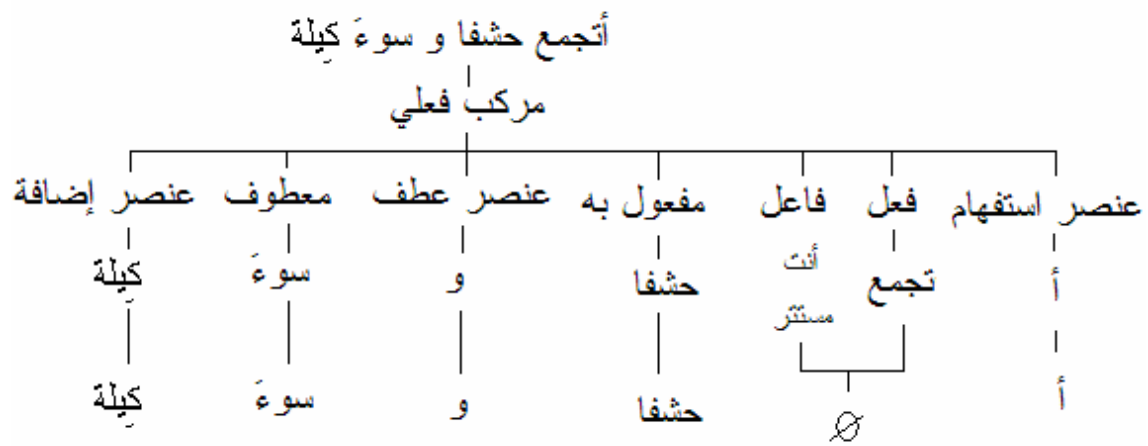 أتجمع حشفا و سوءَ كِيلة
مركب فعلي
عنصر استفهام فعل فاعل مفعول به عنصر عطف معطوف عنصر إضافة
أ تجمع أنت مستتر حشفا و سوءَ كِيلة
أ ∅ حشفا و سوءَ كِيلة